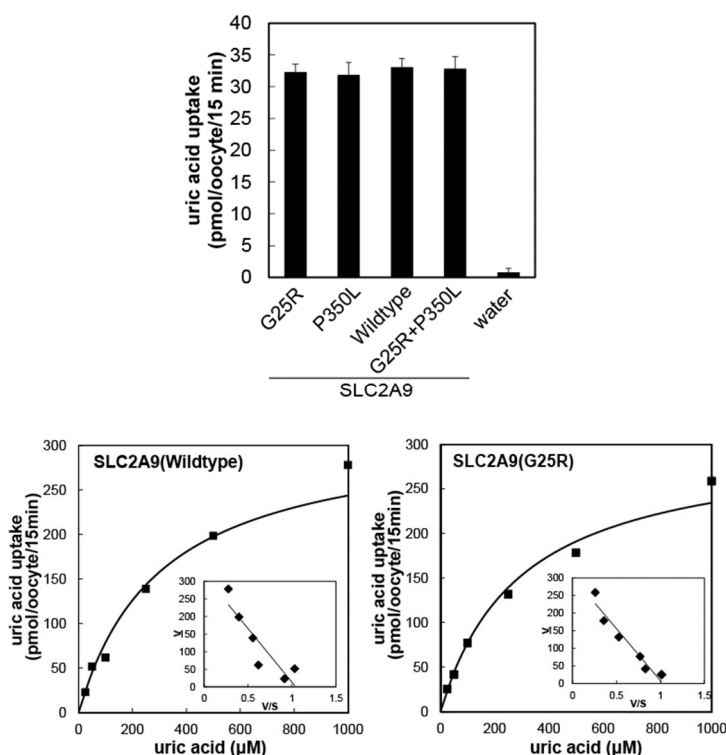 uric acid uptake
(pmol/oocyte/15 min)
40
35
30
25
20
15
10
5
0
G25R
P350L
Wildtype
G25R+P350L
water
SLC2A9
uric acid uptake
(pmol/oocyte/15min)
300
250
200
150
100
50
0
SLC2A9(Wildtype)
v
300
250
200
150
100
50
0
0 0.5 1 1.5
v/s
0 200 400 600 800 1000
uric acid (µM)
uric acid uptake
(pmol/oocyte/15min)
300
250
200
150
100
50
0
SLC2A9(G25R)
v
300
250
200
150
100
50
0
0 0.5 1 1.5
v/s
0 200 400 600 800 1000
uric acid (µM)